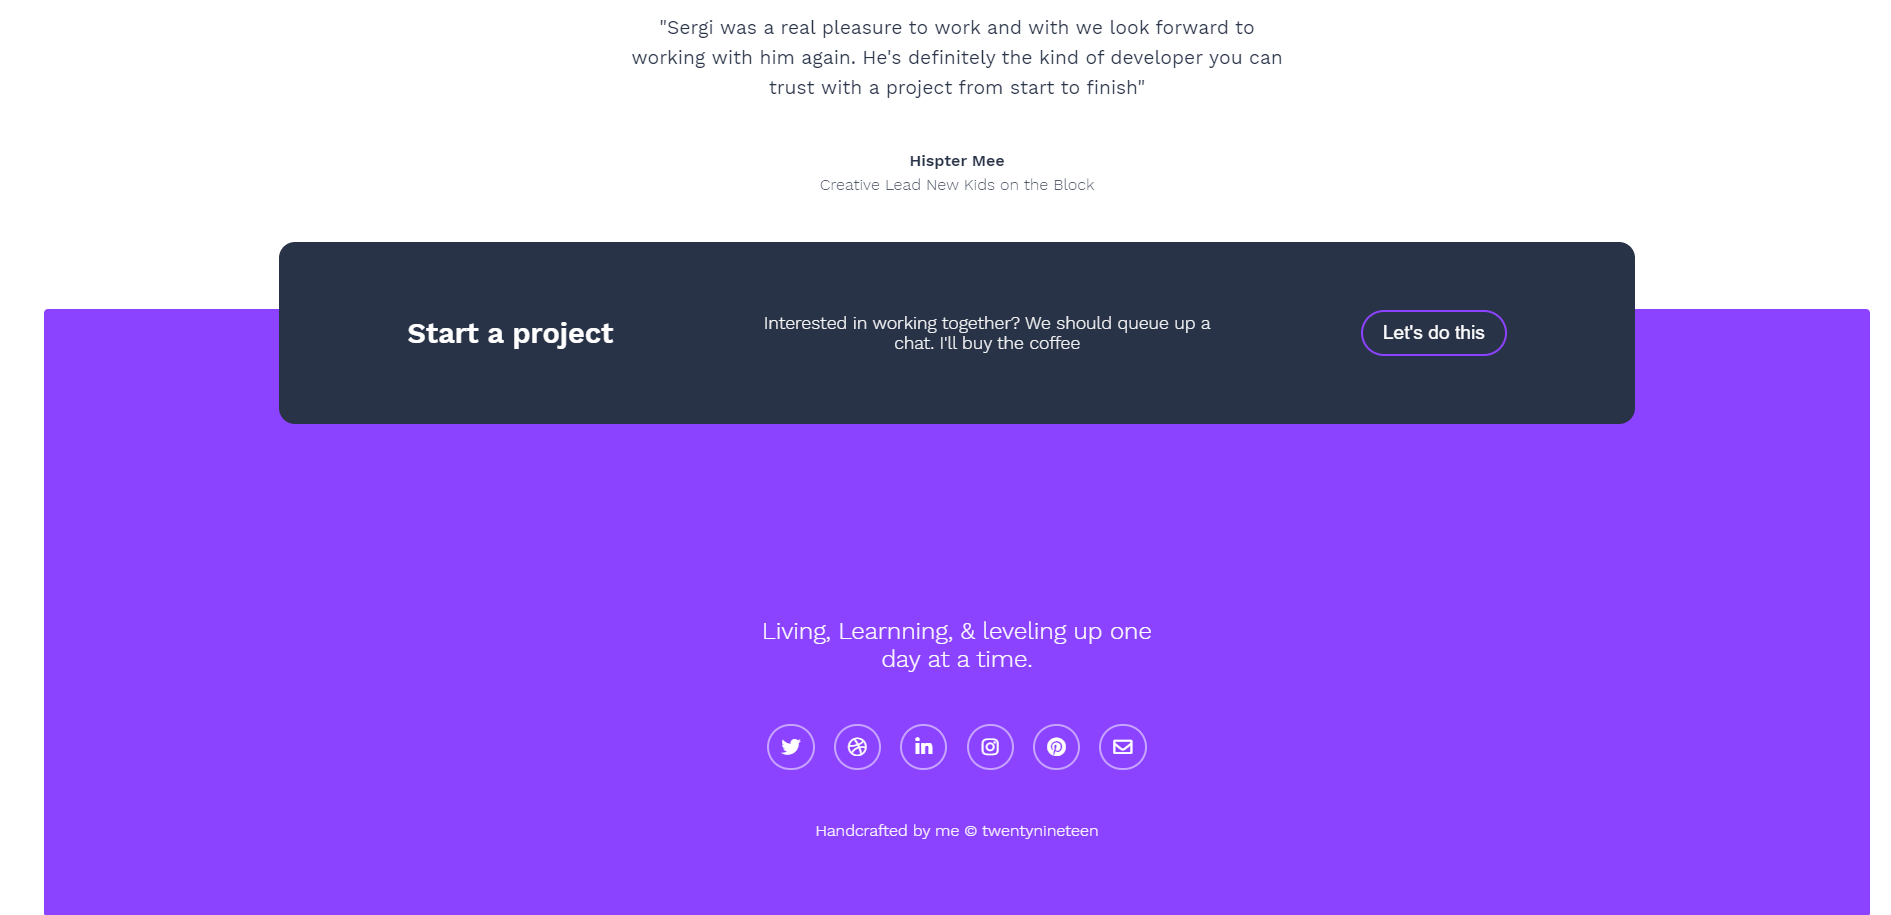 "Sergi was a real pleasure to work and with we look forward to
working with him again. He's definitely the kind of developer you can
trust with a project from start to finish"
Hispter Mee
Creative Lead New Kids on the Block
Start a project
Interested in working together? We should queue up a
chat. I'll buy the coffee
Let's do this
Living, Learnning, & leveling up one
day at a time.
Handcrafted by me © twentynineteen